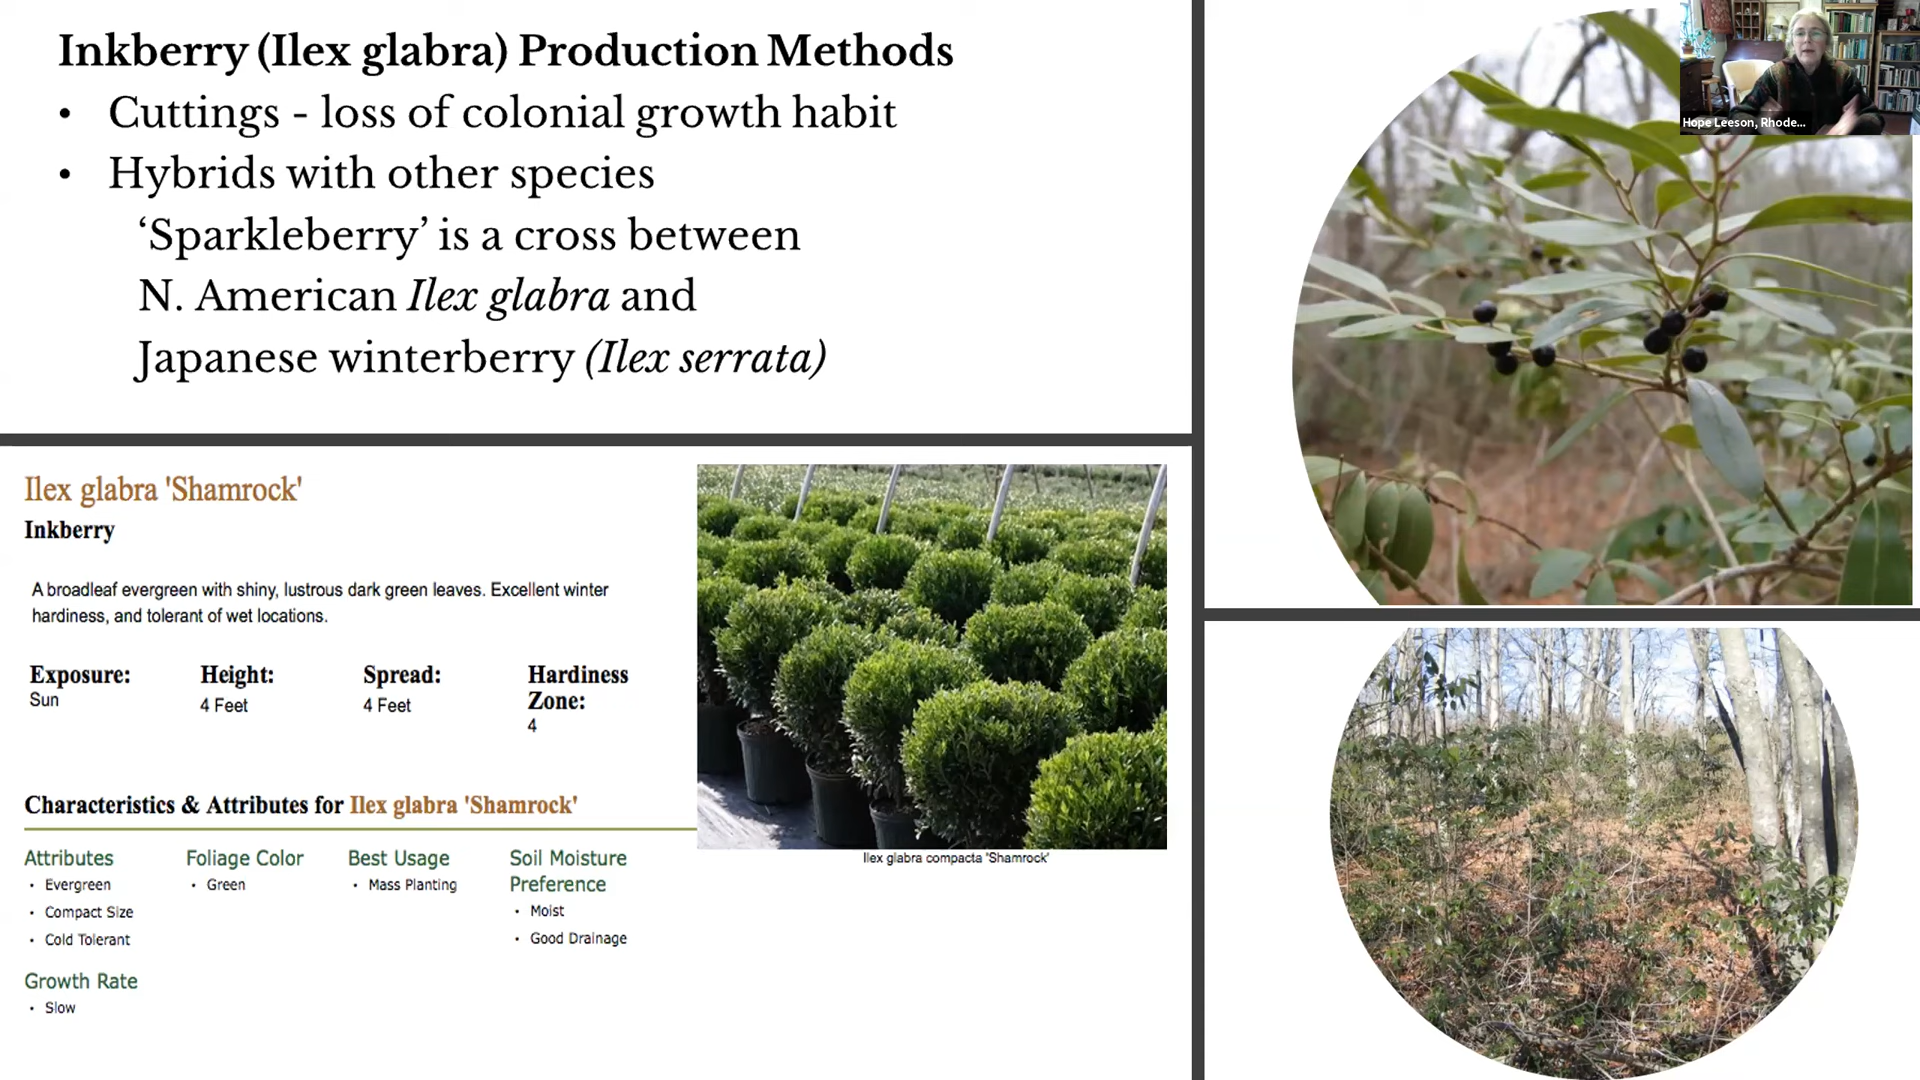 Inkberry (Ilex glabra) Production Methods
• Cuttings - loss of colonial growth habit
• Hybrids with other species
‘Sparkleberry’ is a cross between
N. American Ilex glabra and
Japanese winterberry (Ilex serrata)
Hope Leeson, Rhode...
Ilex glabra 'Shamrock'
Inkberry
A broadleaf evergreen with shiny, lustrous dark green leaves. Excellent winter
hardiness, and tolerant of wet locations.
Exposure:
Sun
Height:
4 Feet
Spread:
4 Feet
Hardiness
Zone:
4
Ilex glabra compacta 'Shamrock'
Characteristics & Attributes for Ilex glabra 'Shamrock'
Attributes
• Evergreen
• Compact Size
• Cold Tolerant
Foliage Color
• Green
Best Usage
• Mass Planting
Soil Moisture
Preference
• Moist
• Good Drainage
Growth Rate
• Slow